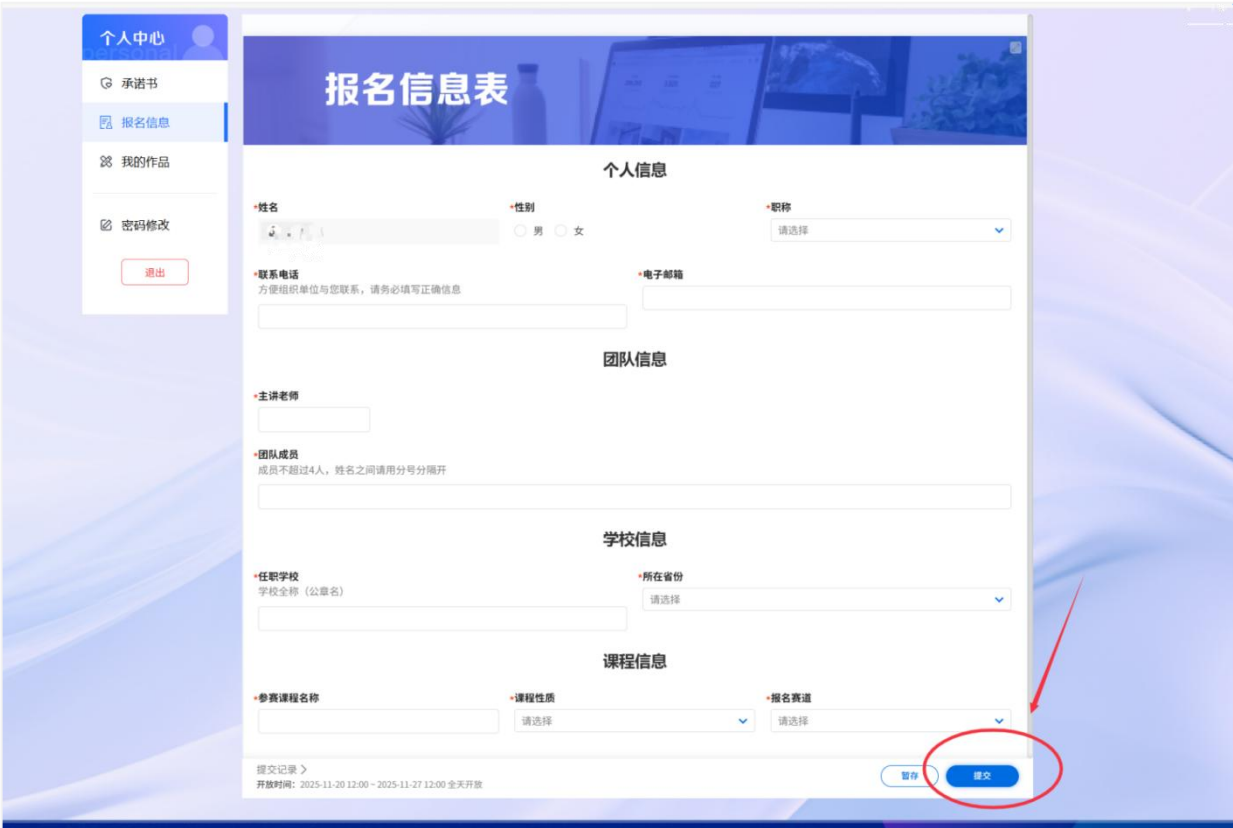 个人中心
personal
承诺书
报名信息
我的作品
密码修改
退出
报名信息表
个人信息
*姓名
*性别
*职称
男 女
请选择
*联系电话
*电子邮箱
方便组织单位与您联系，请务必填写正确信息
团队信息
*主讲老师
*团队成员
成员不超过4人，姓名之间请用分号分隔开
学校信息
*任职学校
*所在省份
学校全称（公章名）
请选择
课程信息
*参赛课程名称
*课程性质
*报名赛道
请选择
请选择
提交记录 >
开放时间：2025-11-20 12:00 ~ 2025-11-27 12:00 全天开放
暂存
提交